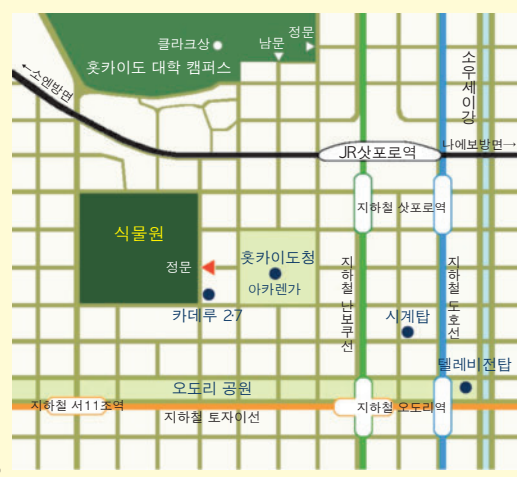 정문
클라크상
남문
홋카이도 대학 캠퍼스
←소엔방면
소우세이강
나에보방면→
JR삿포로역
지하철 삿포로역
식물원
정문
홋카이도청
아카렌가
카데루 2·7
지하철 난보쿠선
시계탑
지하철 도호선
텔레비전탑
오도리 공원
지하철 서11조역
지하철 토자이선
지하철 오도리역